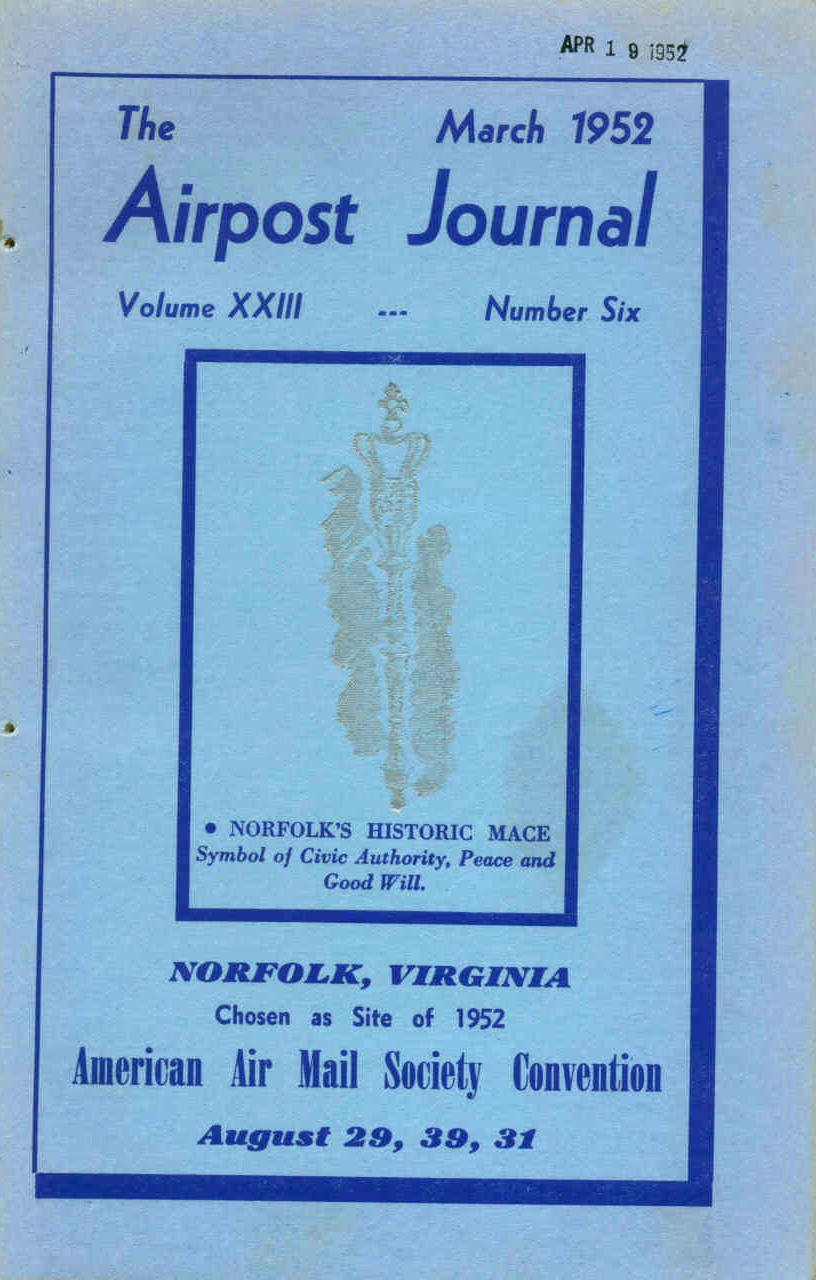 APR 19 1952
The March 1952
Airpost Journal
Volume XXIII --- Number Six
• NORFOLK'S HISTORIC MACE
Symbol of Civic Authority, Peace and
Good Will.
NORFOLK, VIRGINIA
Chosen as Site of 1952
American Air Mail Society Convention
August 29, 39, 31